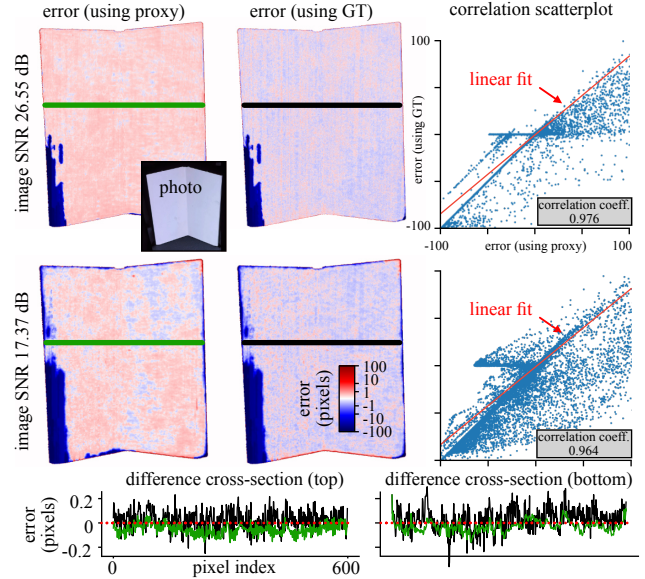 error (using proxy)
error (using GT)
correlation scatterplot
image SNR 26.55 dB
photo
100
linear fit
error (using GT)
correlation coeff.
0.976
-100
-100
error (using proxy)
100
image SNR 17.37 dB
error
(pixels)
100
10
1
-1
-10
-100
linear fit
correlation coeff.
0.964
difference cross-section (top)
difference cross-section (bottom)
error
(pixels)
0.2
0
-0.2
0
pixel index
600